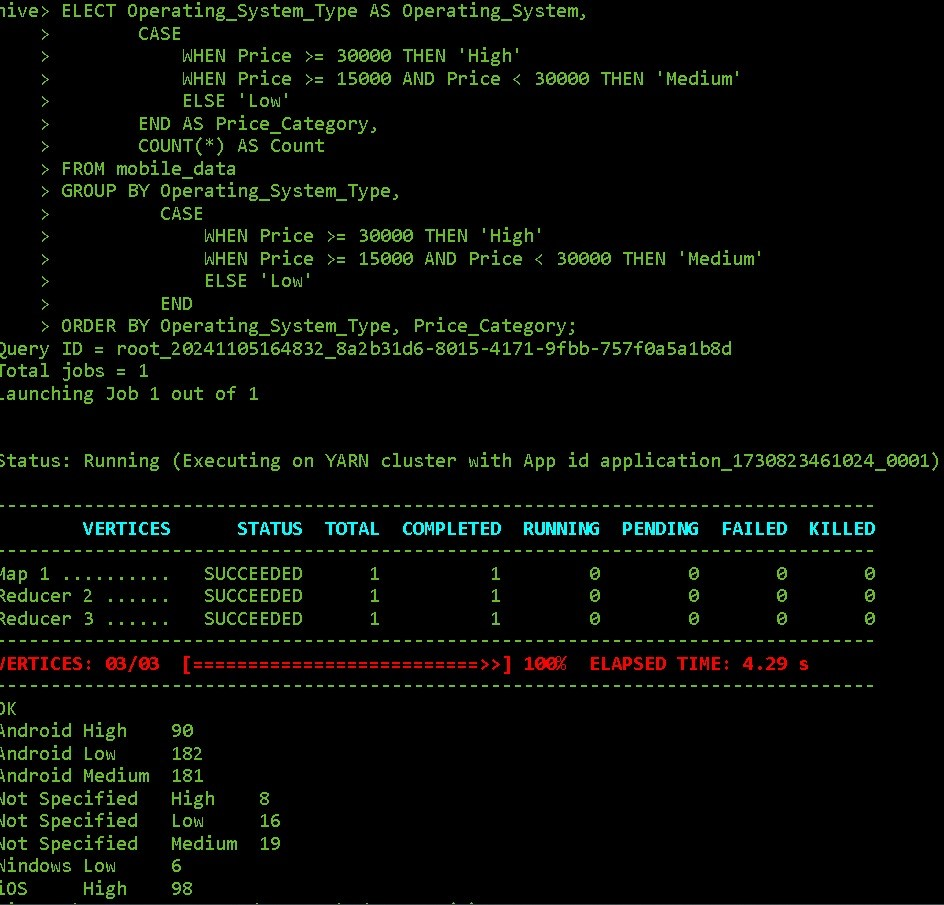 hive> ELECT Operating_System_Type AS Operating_System,
    >        CASE
    >            WHEN Price >= 30000 THEN 'High'
    >            WHEN Price >= 15000 AND Price < 30000 THEN 'Medium'
    >            ELSE 'Low'
    >        END AS Price_Category,
    >        COUNT(*) AS Count
    > FROM mobile_data
    > GROUP BY Operating_System_Type,
    >          CASE
    >              WHEN Price >= 30000 THEN 'High'
    >              WHEN Price >= 15000 AND Price < 30000 THEN 'Medium'
    >              ELSE 'Low'
    >          END
    > ORDER BY Operating_System_Type, Price_Category;
Query ID = root_20241105164832_8a2b31d6-8015-4171-9fbb-757f0a5a1b8d
Total jobs = 1
Launching Job 1 out of 1
Status: Running (Executing on YARN cluster with App id application_1730823461024_0001)
--------------------------------------------------------------------------------
        VERTICES      STATUS  TOTAL  COMPLETED  RUNNING  PENDING  FAILED  KILLED
--------------------------------------------------------------------------------
Map 1 ..........   SUCCEEDED      1          1        0        0       0       0
Reducer 2 ......   SUCCEEDED      1          1        0        0       0       0
Reducer 3 ......   SUCCEEDED      1          1        0        0       0       0
--------------------------------------------------------------------------------
VERTICES: 03/03  [==========================>>] 100%  ELAPSED TIME: 4.29 s
--------------------------------------------------------------------------------
OK
Android High    90
Android Low     182
Android Medium  181
Not Specified   High    8
Not Specified   Low     16
Not Specified   Medium  19
Windows Low     6
iOS     High    98